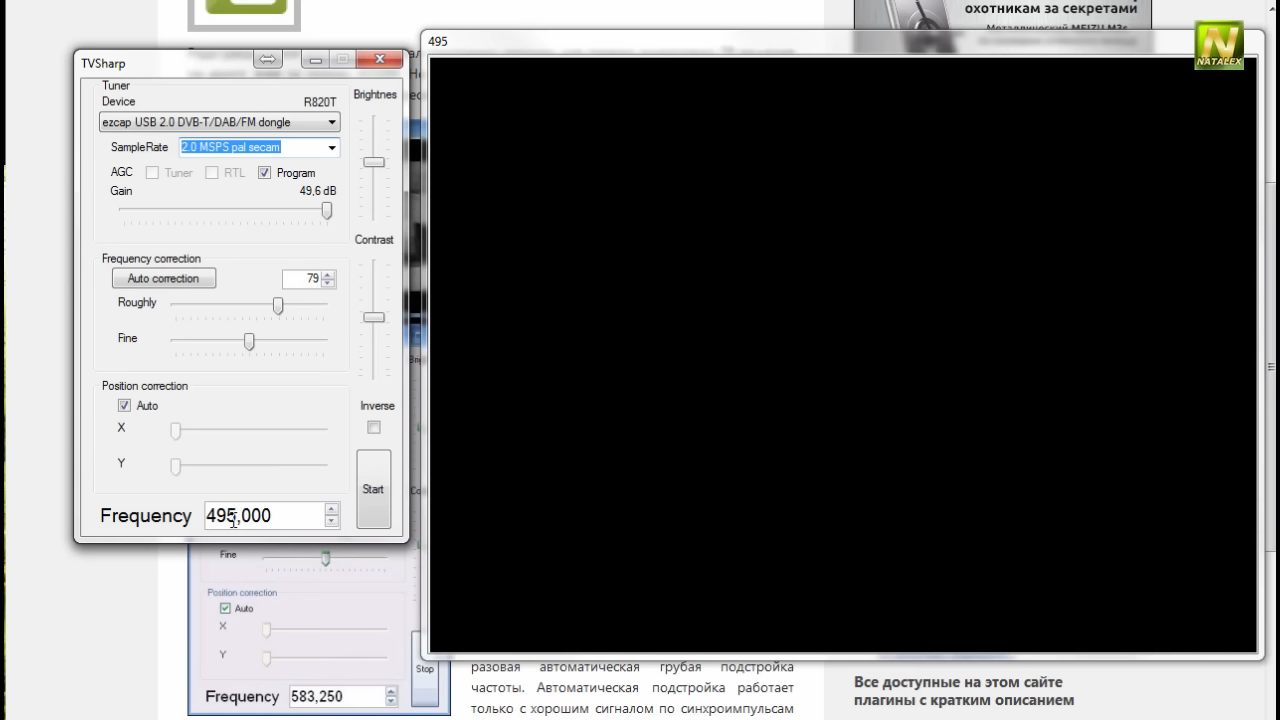 охотникам за секретами
Металлический MEIZU M3s
NATALEX
495
TVSharp
Tuner
Device
R820T
Brightnes
ezcap USB 2.0 DVB-T/DAB/FM dongle
SampleRate
2.0 MSPS pal secam
AGC
Tuner
RTL
Program
Gain
49,6 dB
Contrast
Frequency correction
Auto correction
79
Roughly
Fine
Position correction
Auto
Inverse
X
Y
Start
Frequency
495,000
Fine
Position correction
Auto
X
Y
Stop
Frequency
583,250
разовая автоматическая грубая подстройка
частоты. Автоматическая подстройка работает
только с хорошим сигналом по синхроимпульсам
Все доступные на этом сайте
плагины с кратким описанием